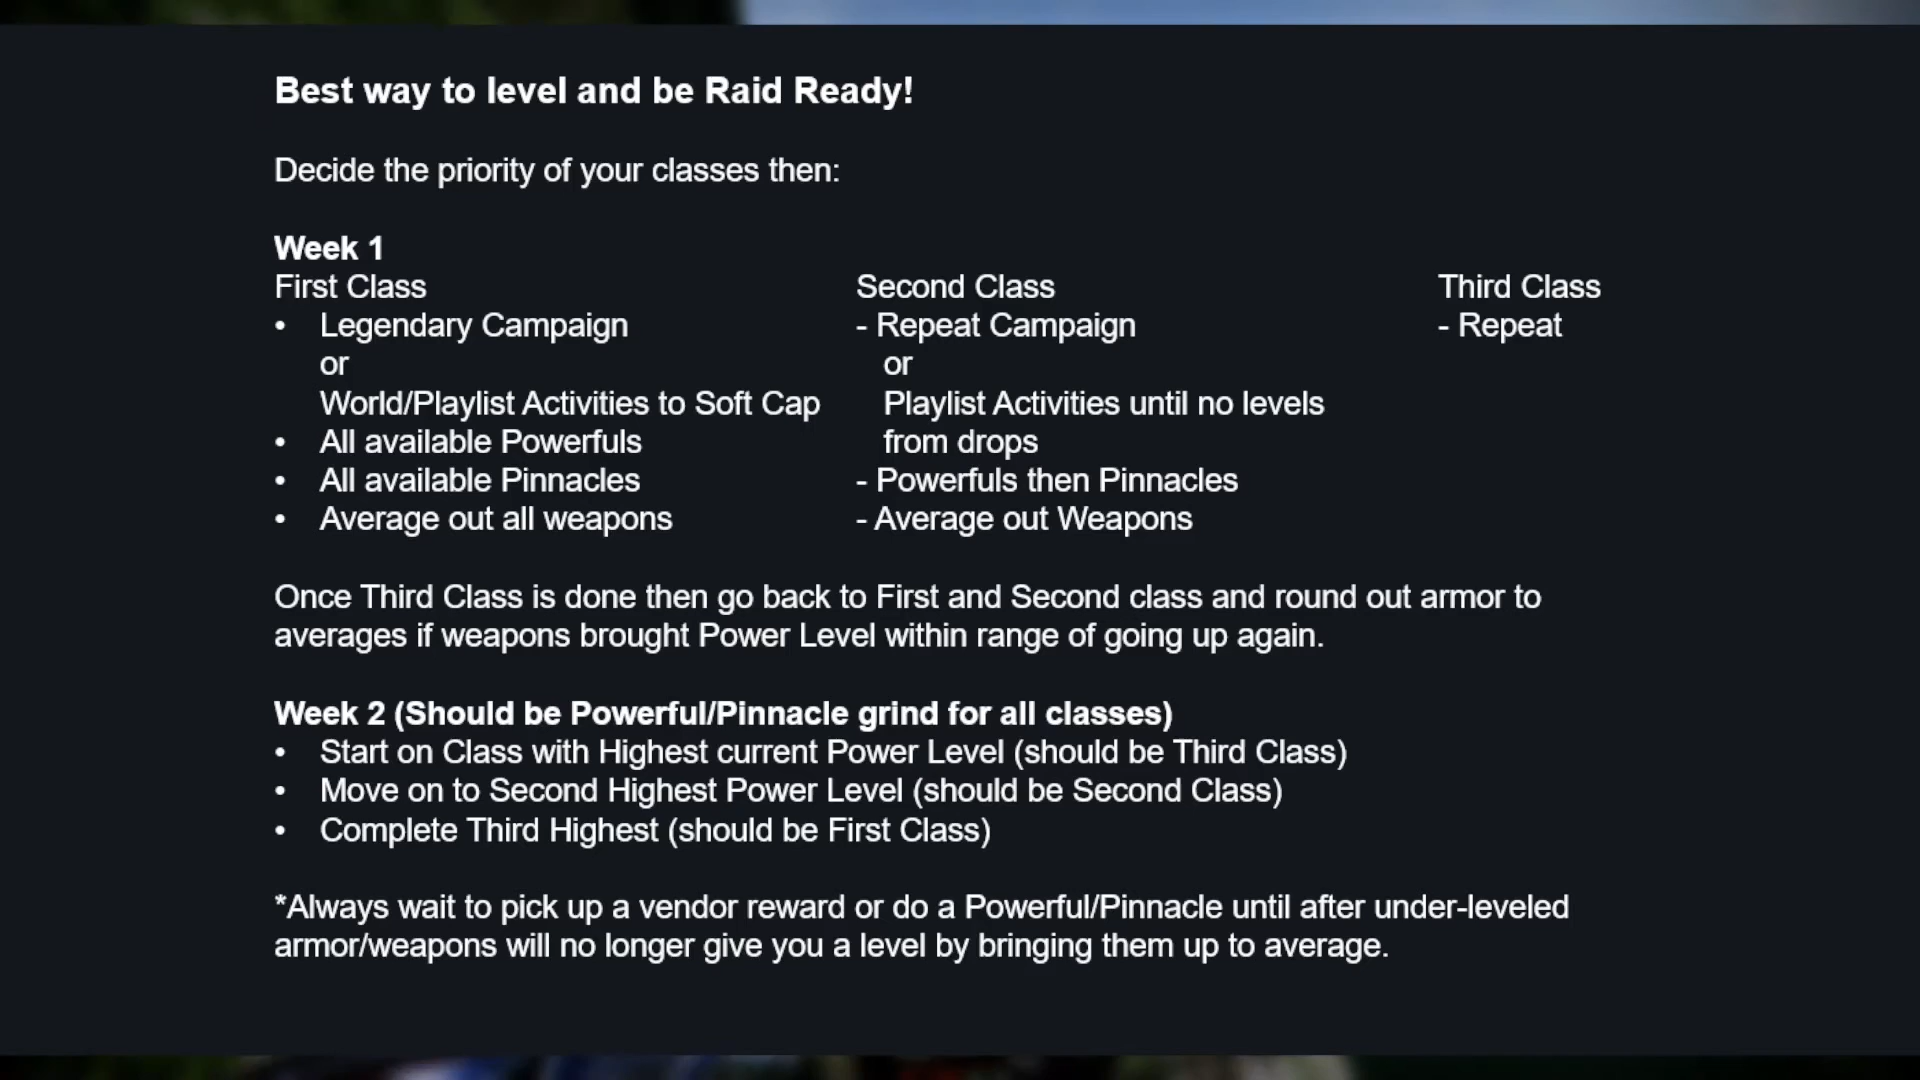 Best way to level and be Raid Ready!
Decide the priority of your classes then:
Week 1
First Class
• Legendary Campaign
or
World/Playlist Activities to Soft Cap
• All available Powerfuls
• All available Pinnacles
• Average out all weapons
Second Class
- Repeat Campaign
or
Playlist Activities until no levels
from drops
- Powerfuls then Pinnacles
- Average out Weapons
Third Class
- Repeat
Once Third Class is done then go back to First and Second class and round out armor to
averages if weapons brought Power Level within range of going up again.
Week 2 (Should be Powerful/Pinnacle grind for all classes)
• Start on Class with Highest current Power Level (should be Third Class)
• Move on to Second Highest Power Level (should be Second Class)
• Complete Third Highest (should be First Class)
*Always wait to pick up a vendor reward or do a Powerful/Pinnacle until after under-leveled
armor/weapons will no longer give you a level by bringing them up to average.